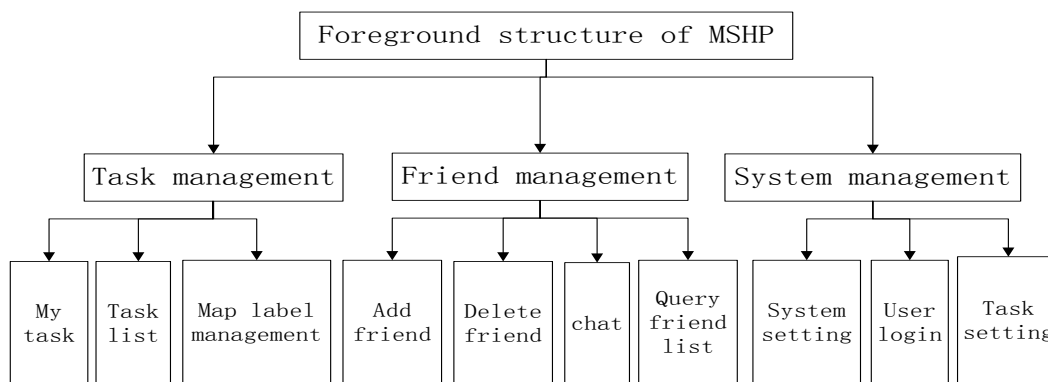 Foreground structure of MSHP
Task management
Friend management
System management
My
task
Task
list
Map label
management
Add
friend
Delete
friend
chat
Query
friend
list
System
setting
User
login
Task
setting